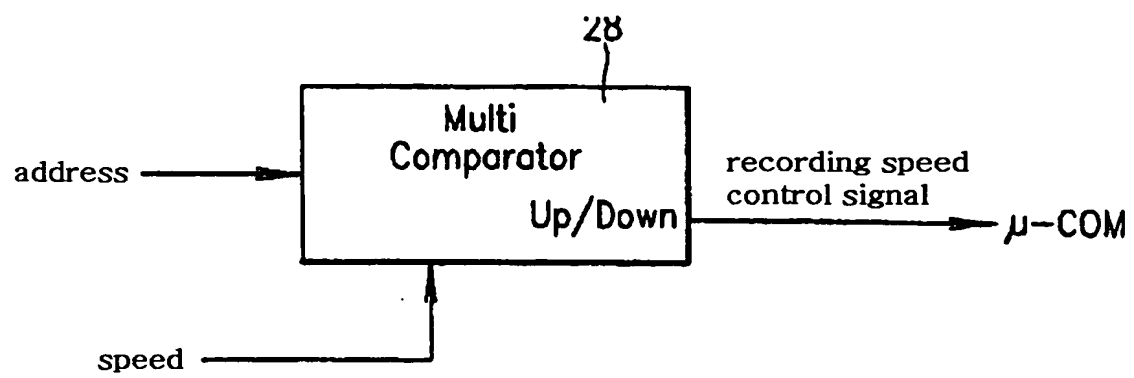 28
Multi
Comparator
address
recording speed
control signal
Up/Down
μ-COM
speed